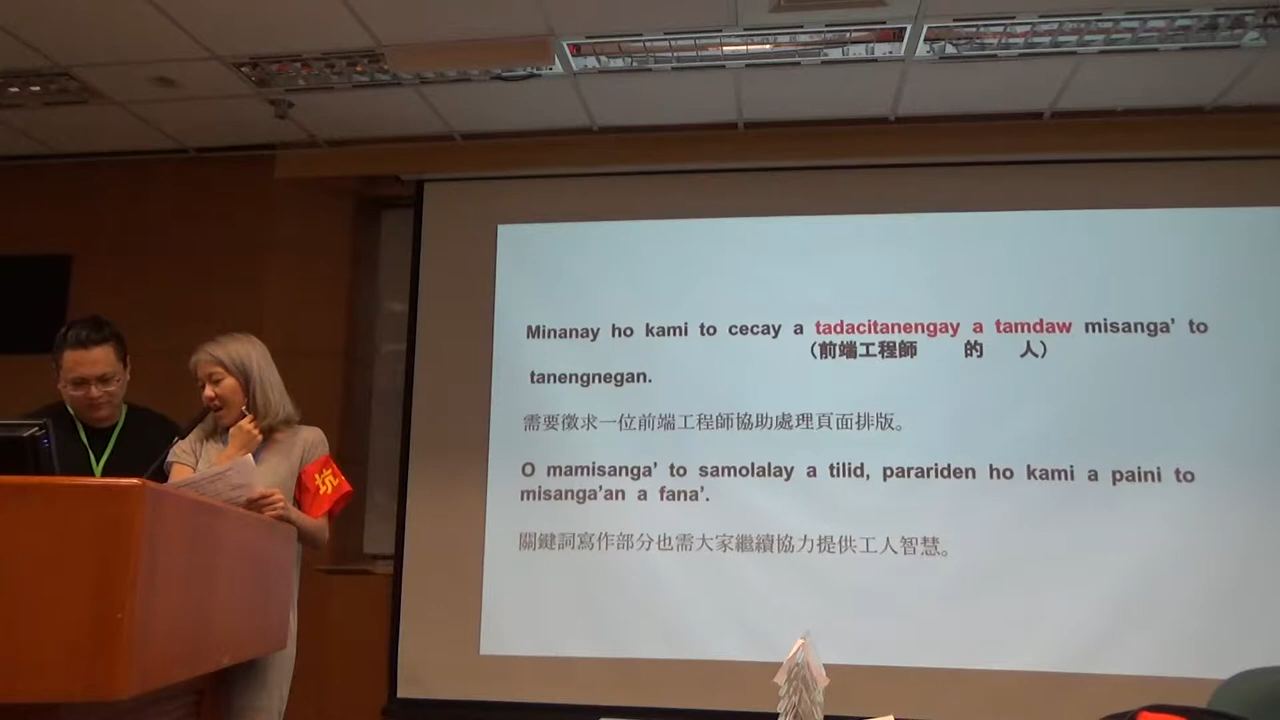 Minanay ho kami to cecay a tadacitanengay a tamdaw misanga’ to
（前端工程師 的 人）
tanengnegan.
需要徵求一位前端工程師協助處理頁面排版。
O mamisanga’ to samolalay a tilid, parariden ho kami a paini to
misanga’an a fana’.
關鍵詞寫作部分也需大家繼續協力提供工人智慧。
坑